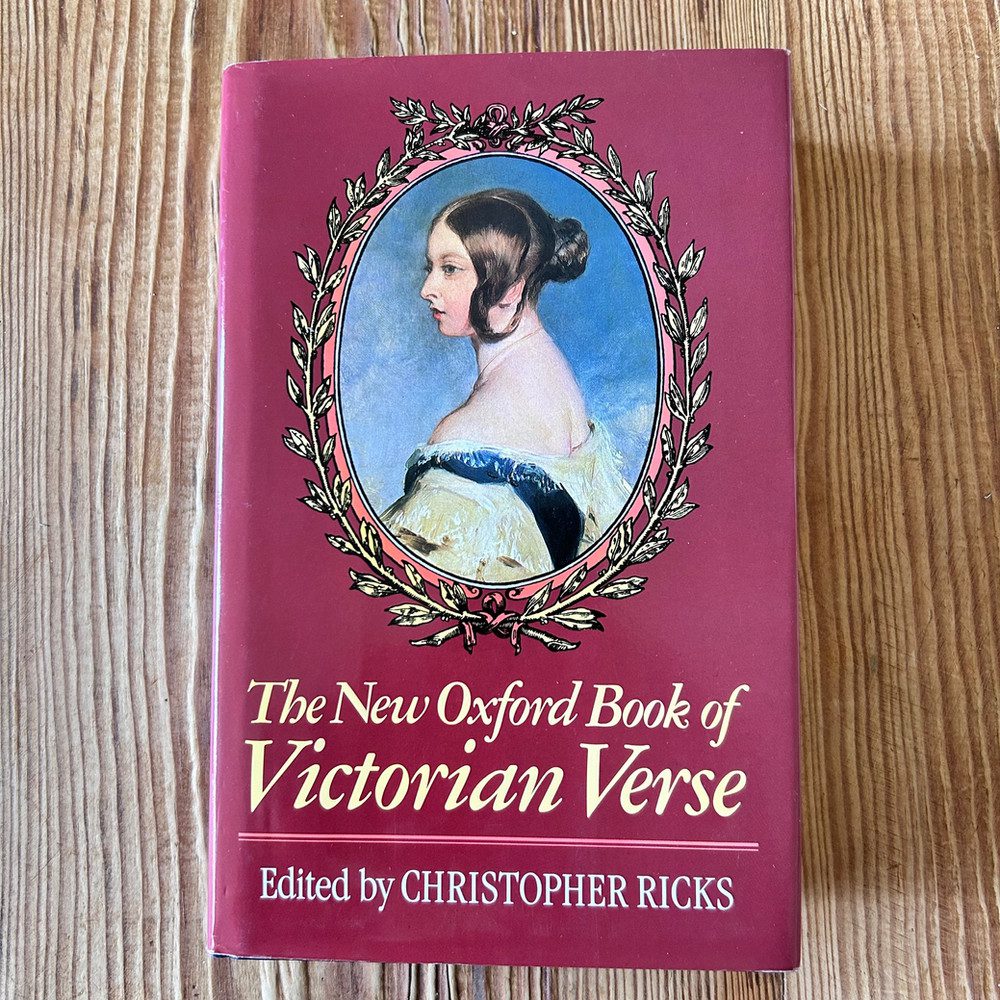 The New Oxford Book of
Victorian Verse
Edited by CHRISTOPHER RICKS